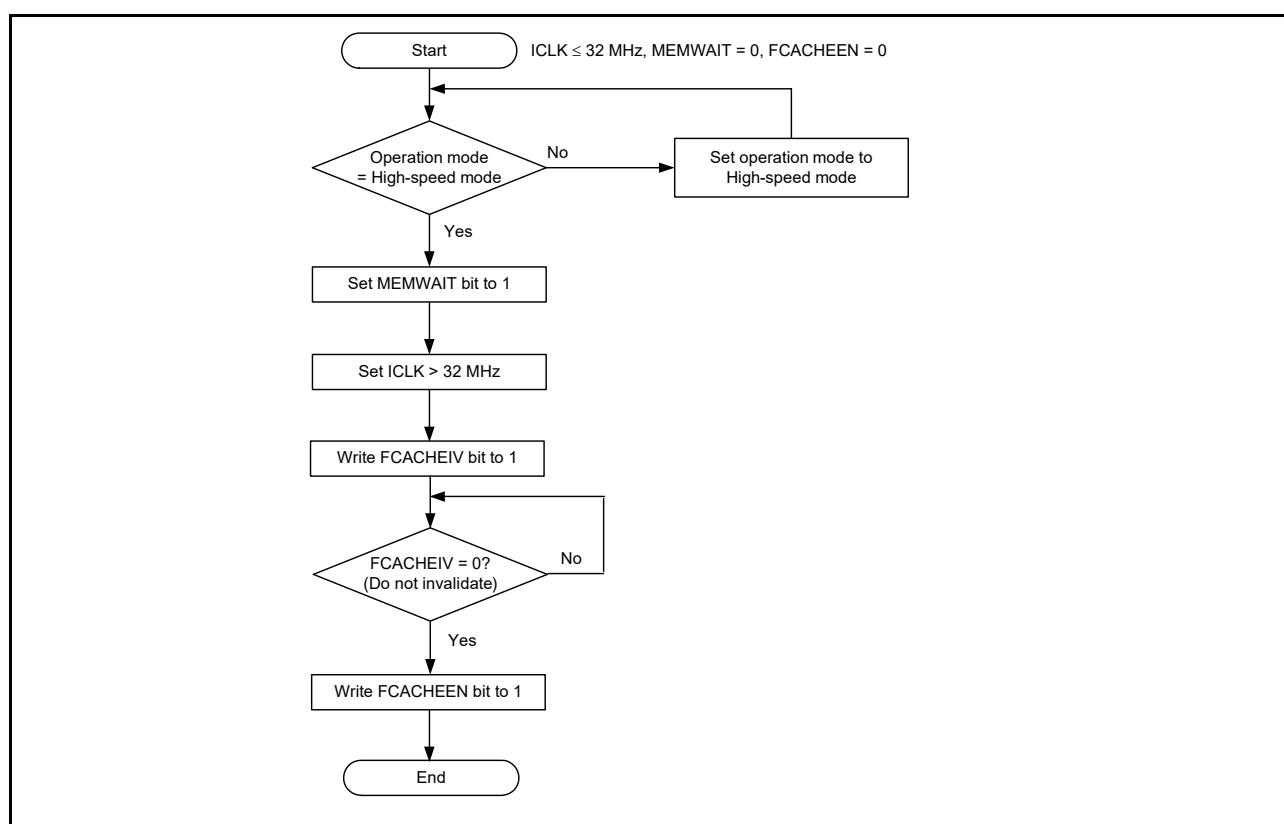 Start
ICLK ≤ 32 MHz, MEMWAIT = 0, FCACHEEN = 0
Operation mode
= High-speed mode
No
Set operation mode to
High-speed mode
Yes
Set MEMWAIT bit to 1
Set ICLK > 32 MHz
Write FCACHEIV bit to 1
FCACHEIV = 0?
(Do not invalidate)
No
Yes
Write FCACHEEN bit to 1
End